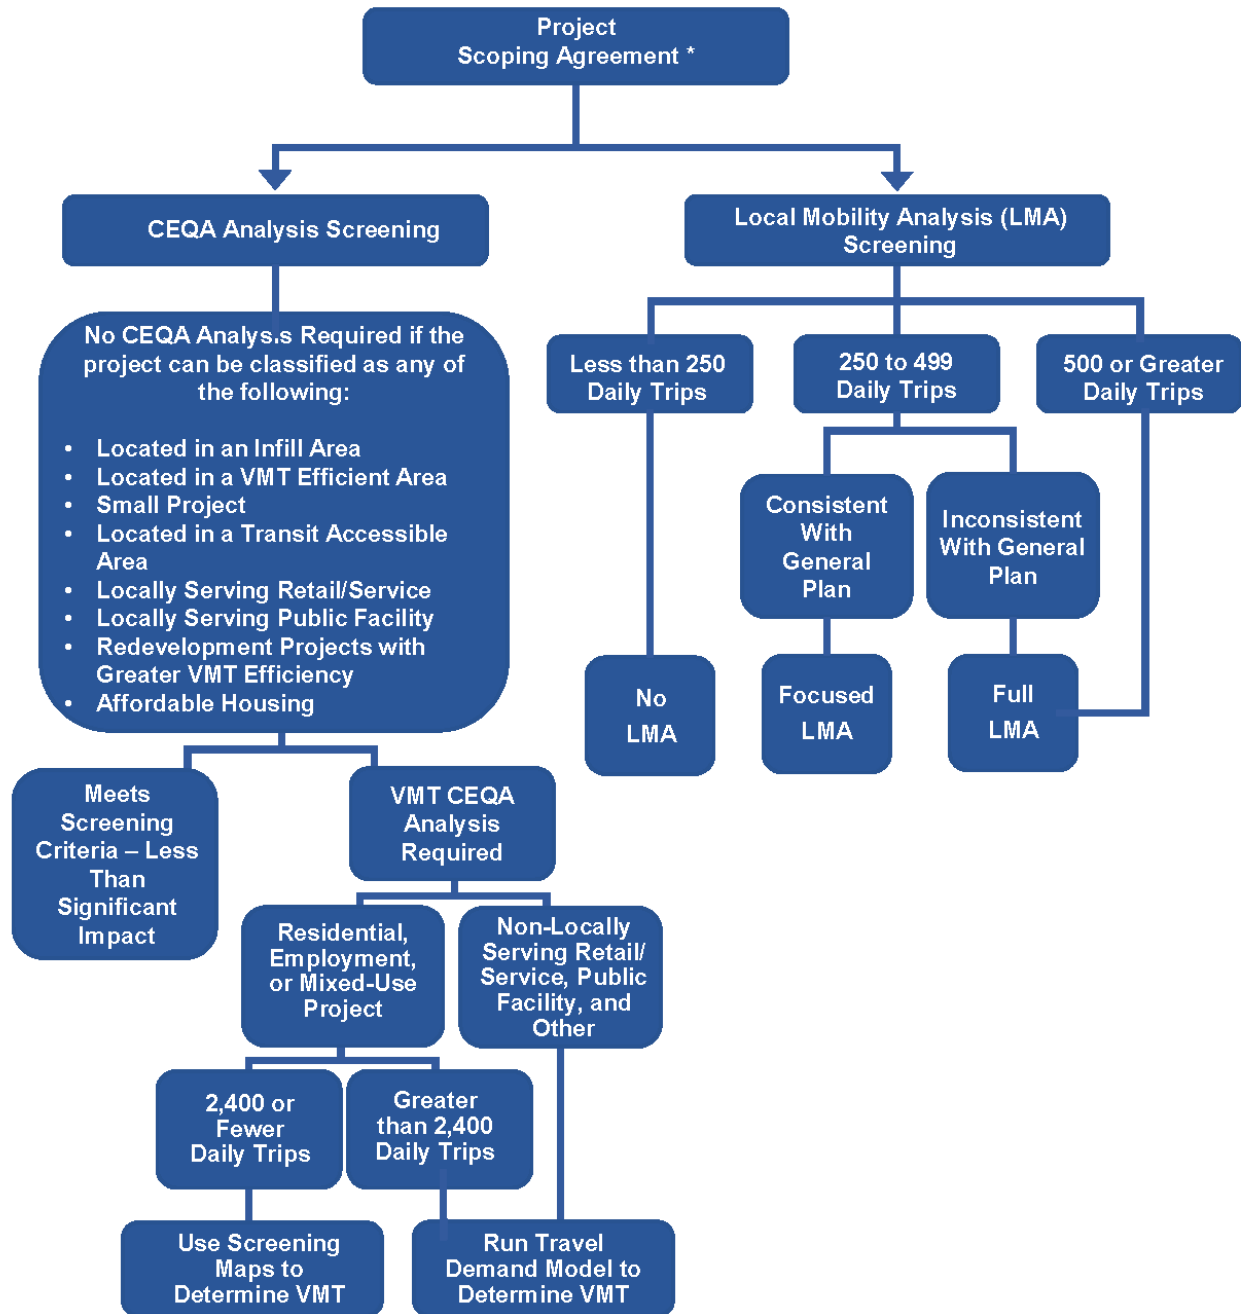 Project
Scoping Agreement *
CEQA Analysis Screening
Local Mobility Analysis (LMA)
Screening
No CEQA Analysis Required if the
project can be classified as any of
the following:
• Located in an Infill Area
• Located in a VMT Efficient Area
• Small Project
• Located in a Transit Accessible
Area
• Locally Serving Retail/Service
• Locally Serving Public Facility
• Redevelopment Projects with
Greater VMT Efficiency
• Affordable Housing
Less than 250
Daily Trips
250 to 499
Daily Trips
500 or Greater
Daily Trips
Consistent
With
General
Plan
Inconsistent
With General
Plan
No
LMA
Focused
LMA
Full
LMA
Meets
Screening
Criteria – Less
Than
Significant
Impact
VMT CEQA
Analysis
Required
Residential,
Employment,
or Mixed-Use
Project
Non-Locally
Serving Retail/
Service, Public
Facility, and
Other
2,400 or
Fewer
Daily Trips
Greater
than 2,400
Daily Trips
Use Screening
Maps to
Determine VMT
Run Travel
Demand Model to
Determine VMT